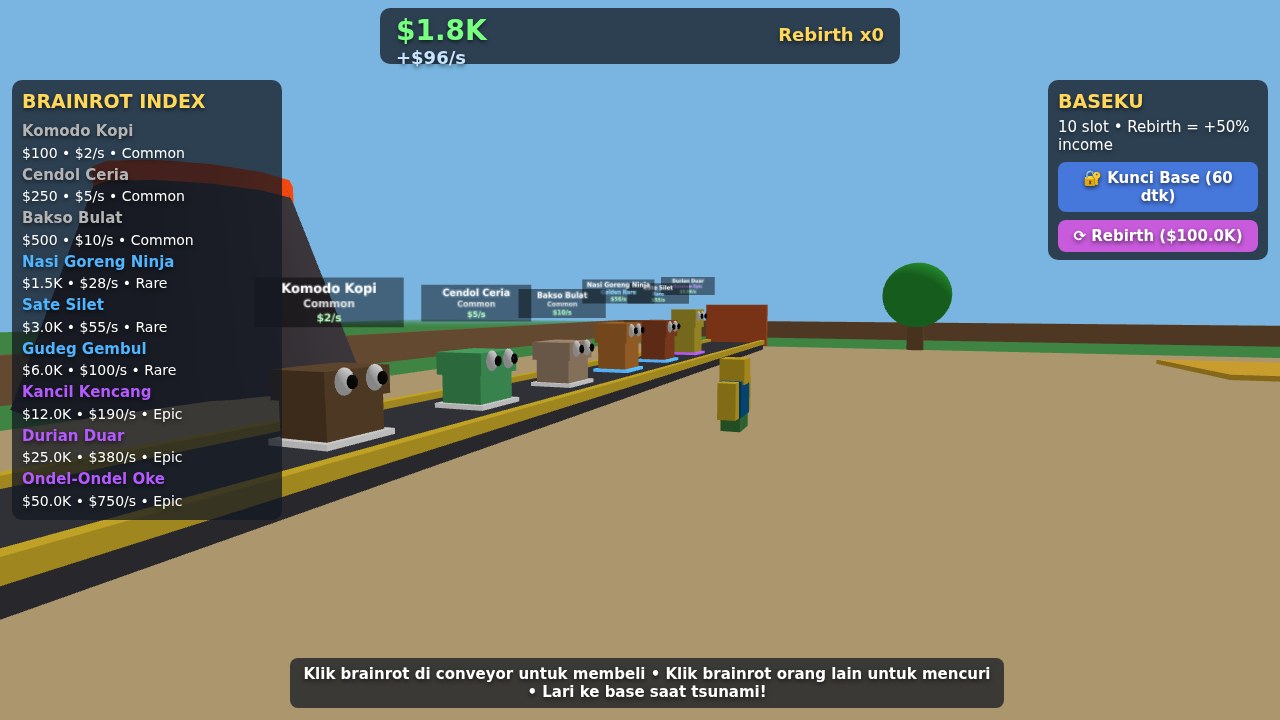 $1.8K
+$96/s
Rebirth x0
BRAINROT INDEX
Komodo Kopi
$100 • $2/s • Common
Cendol Ceria
$250 • $5/s • Common
Bakso Bulat
$500 • $10/s • Common
Nasi Goreng Ninja
$1.5K • $28/s • Rare
Sate Silet
$3.0K • $55/s • Rare
Gudeg Gembul
$6.0K • $100/s • Rare
Kancil Kencang
$12.0K • $190/s • Epic
Durian Duar
$25.0K • $380/s • Epic
Ondel-Ondel Oke
$50.0K • $750/s • Epic
BASEKU
10 slot • Rebirth = +50%
income
🔐 Kunci Base (60
dtk)
⟳ Rebirth ($100.0K)
Komodo Kopi
Common
$2/s
Cendol Ceria
Common
$5/s
Bakso Bulat
Common
$10/s
Nasi Goreng Ninja
Silet
Durian Duar
Klik brainrot di conveyor untuk membeli • Klik brainrot orang lain untuk mencuri
• Lari ke base saat tsunami!